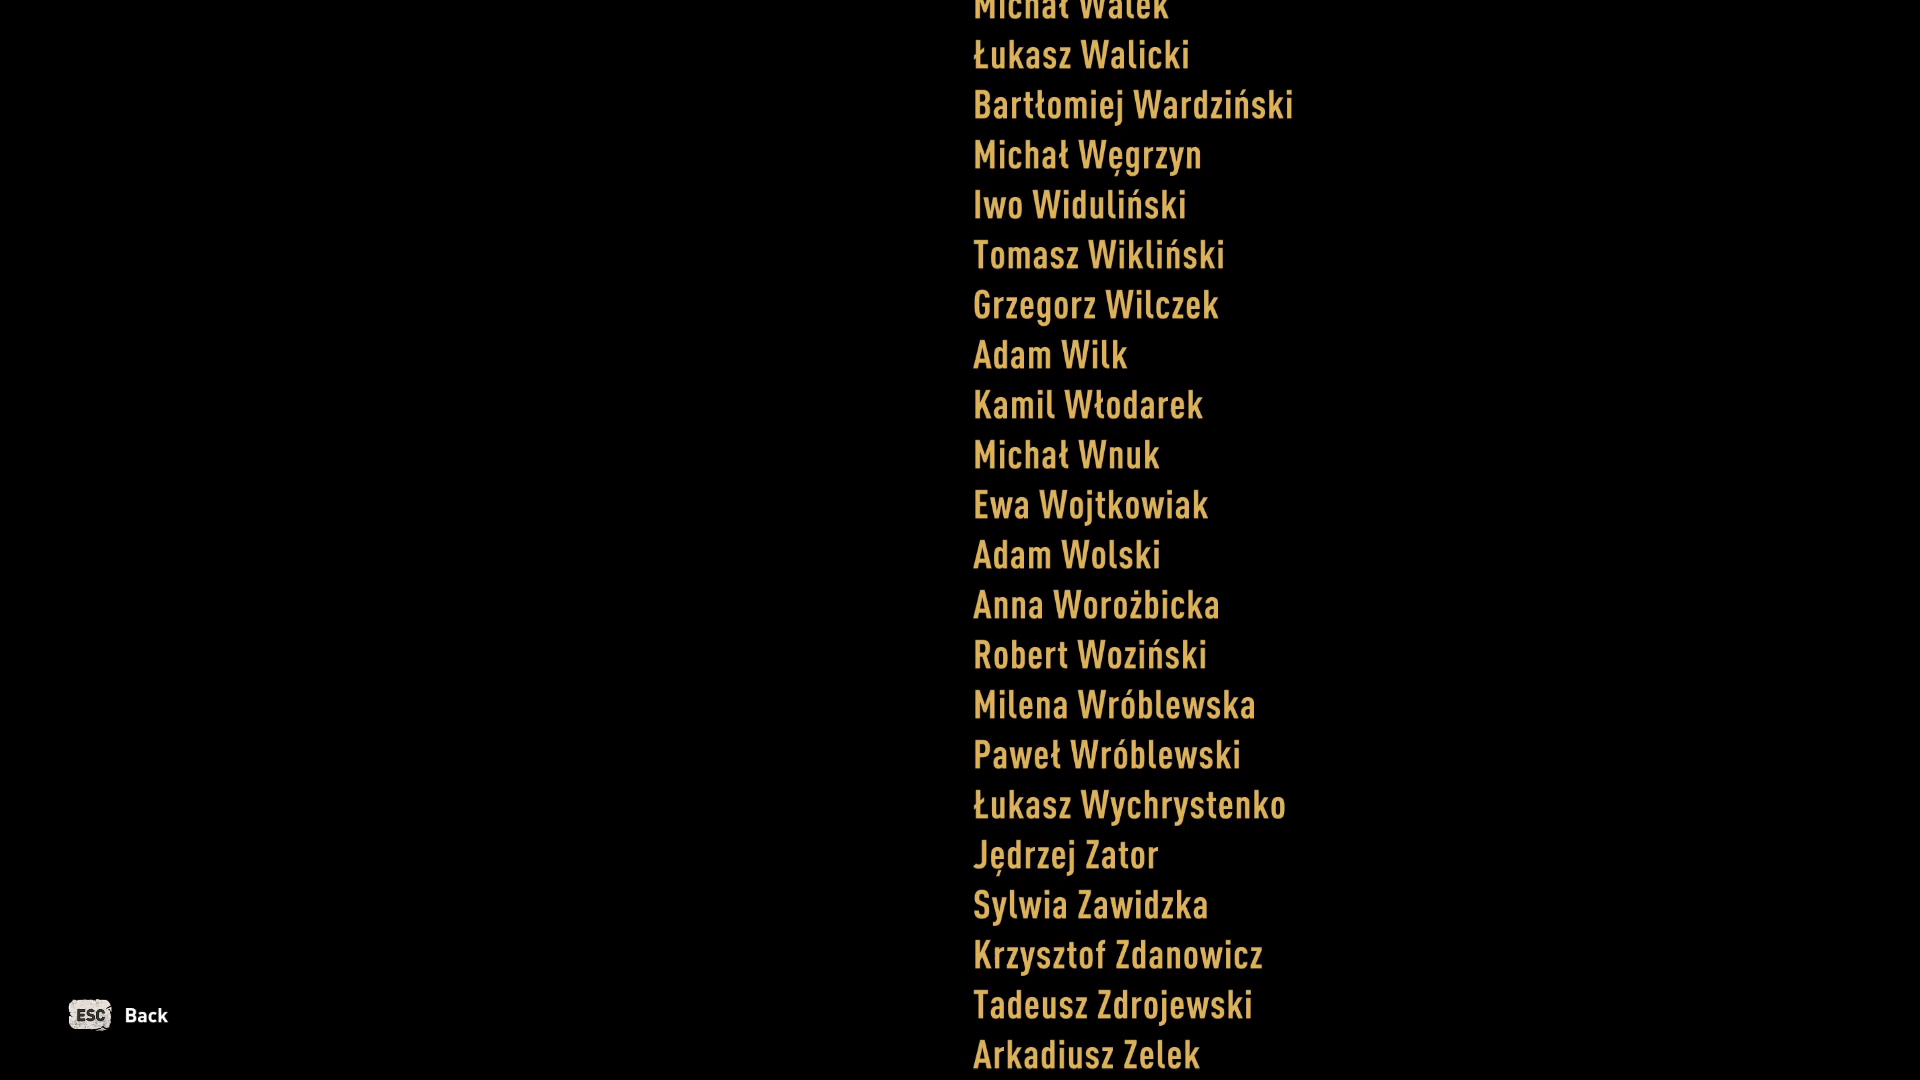 Michał Walek
Łukasz Walicki
Bartłomiej Wardziński
Michał Węgrzyn
Iwo Widuliński
Tomasz Wikliński
Grzegorz Wilczek
Adam Wilk
Kamil Włodarek
Michał Wnuk
Ewa Wojtkowiak
Adam Wolski
Anna Worożbicka
Robert Woziński
Milena Wróblewska
Paweł Wróblewski
Łukasz Wychrystenko
Jędrzej Zator
Sylwia Zawidzka
Krzysztof Zdanowicz
Tadeusz Zdrojewski
Arkadiusz Zelek
ESC Back